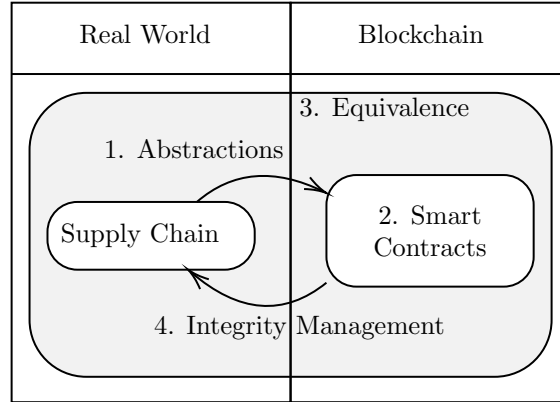 Real World
Blockchain
3. Equivalence
1. Abstractions
Supply Chain
2. Smart
Contracts
4. Integrity Management